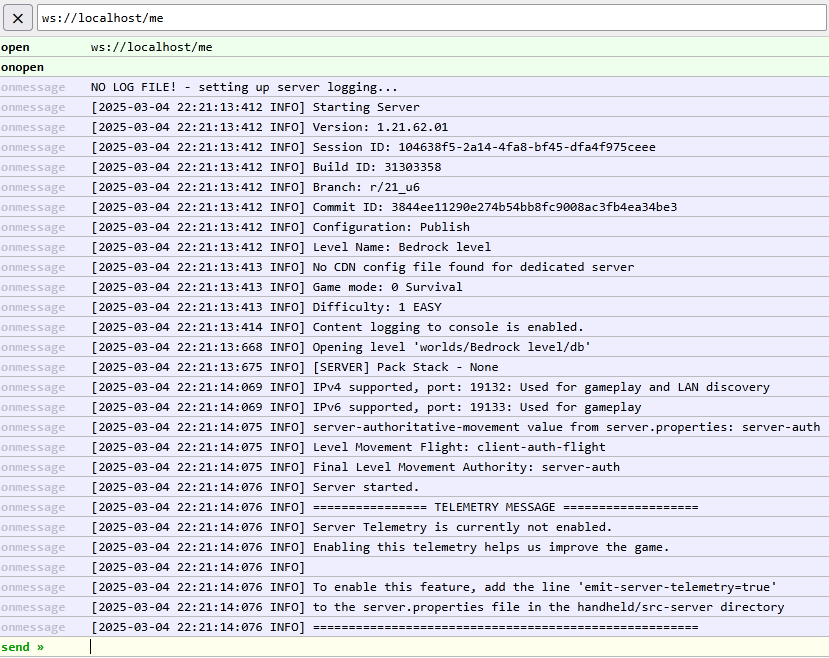 ✕ ws://localhost/me
open ws://localhost/me
onopen
onmessage NO LOG FILE! - setting up server logging...
onmessage [2025-03-04 22:21:13:412 INFO] Starting Server
onmessage [2025-03-04 22:21:13:412 INFO] Version: 1.21.62.01
onmessage [2025-03-04 22:21:13:412 INFO] Session ID: 104638f5-2a14-4fa8-bf45-dfa4f975ceee
onmessage [2025-03-04 22:21:13:412 INFO] Build ID: 31303358
onmessage [2025-03-04 22:21:13:412 INFO] Branch: r/21_u6
onmessage [2025-03-04 22:21:13:412 INFO] Commit ID: 3844ee11290e274b54bb8fc9008ac3fb4ea34be3
onmessage [2025-03-04 22:21:13:412 INFO] Configuration: Publish
onmessage [2025-03-04 22:21:13:412 INFO] Level Name: Bedrock level
onmessage [2025-03-04 22:21:13:413 INFO] No CDN config file found for dedicated server
onmessage [2025-03-04 22:21:13:413 INFO] Game mode: 0 Survival
onmessage [2025-03-04 22:21:13:413 INFO] Difficulty: 1 EASY
onmessage [2025-03-04 22:21:13:414 INFO] Content logging to console is enabled.
onmessage [2025-03-04 22:21:13:668 INFO] Opening level 'worlds/Bedrock level/db'
onmessage [2025-03-04 22:21:13:675 INFO] [SERVER] Pack Stack - None
onmessage [2025-03-04 22:21:14:069 INFO] IPv4 supported, port: 19132: Used for gameplay and LAN discovery
onmessage [2025-03-04 22:21:14:069 INFO] IPv6 supported, port: 19133: Used for gameplay
onmessage [2025-03-04 22:21:14:075 INFO] server-authoritative-movement value from server.properties: server-auth
onmessage [2025-03-04 22:21:14:075 INFO] Level Movement Flight: client-auth-flight
onmessage [2025-03-04 22:21:14:075 INFO] Final Level Movement Authority: server-auth
onmessage [2025-03-04 22:21:14:076 INFO] Server started.
onmessage [2025-03-04 22:21:14:076 INFO] ================ TELEMETRY MESSAGE ===================
onmessage [2025-03-04 22:21:14:076 INFO] Server Telemetry is currently not enabled.
onmessage [2025-03-04 22:21:14:076 INFO] Enabling this telemetry helps us improve the game.
onmessage [2025-03-04 22:21:14:076 INFO]
onmessage [2025-03-04 22:21:14:076 INFO] To enable this feature, add the line 'emit-server-telemetry=true'
onmessage [2025-03-04 22:21:14:076 INFO] to the server.properties file in the handheld/src-server directory
onmessage [2025-03-04 22:21:14:076 INFO] ======================================================
send »